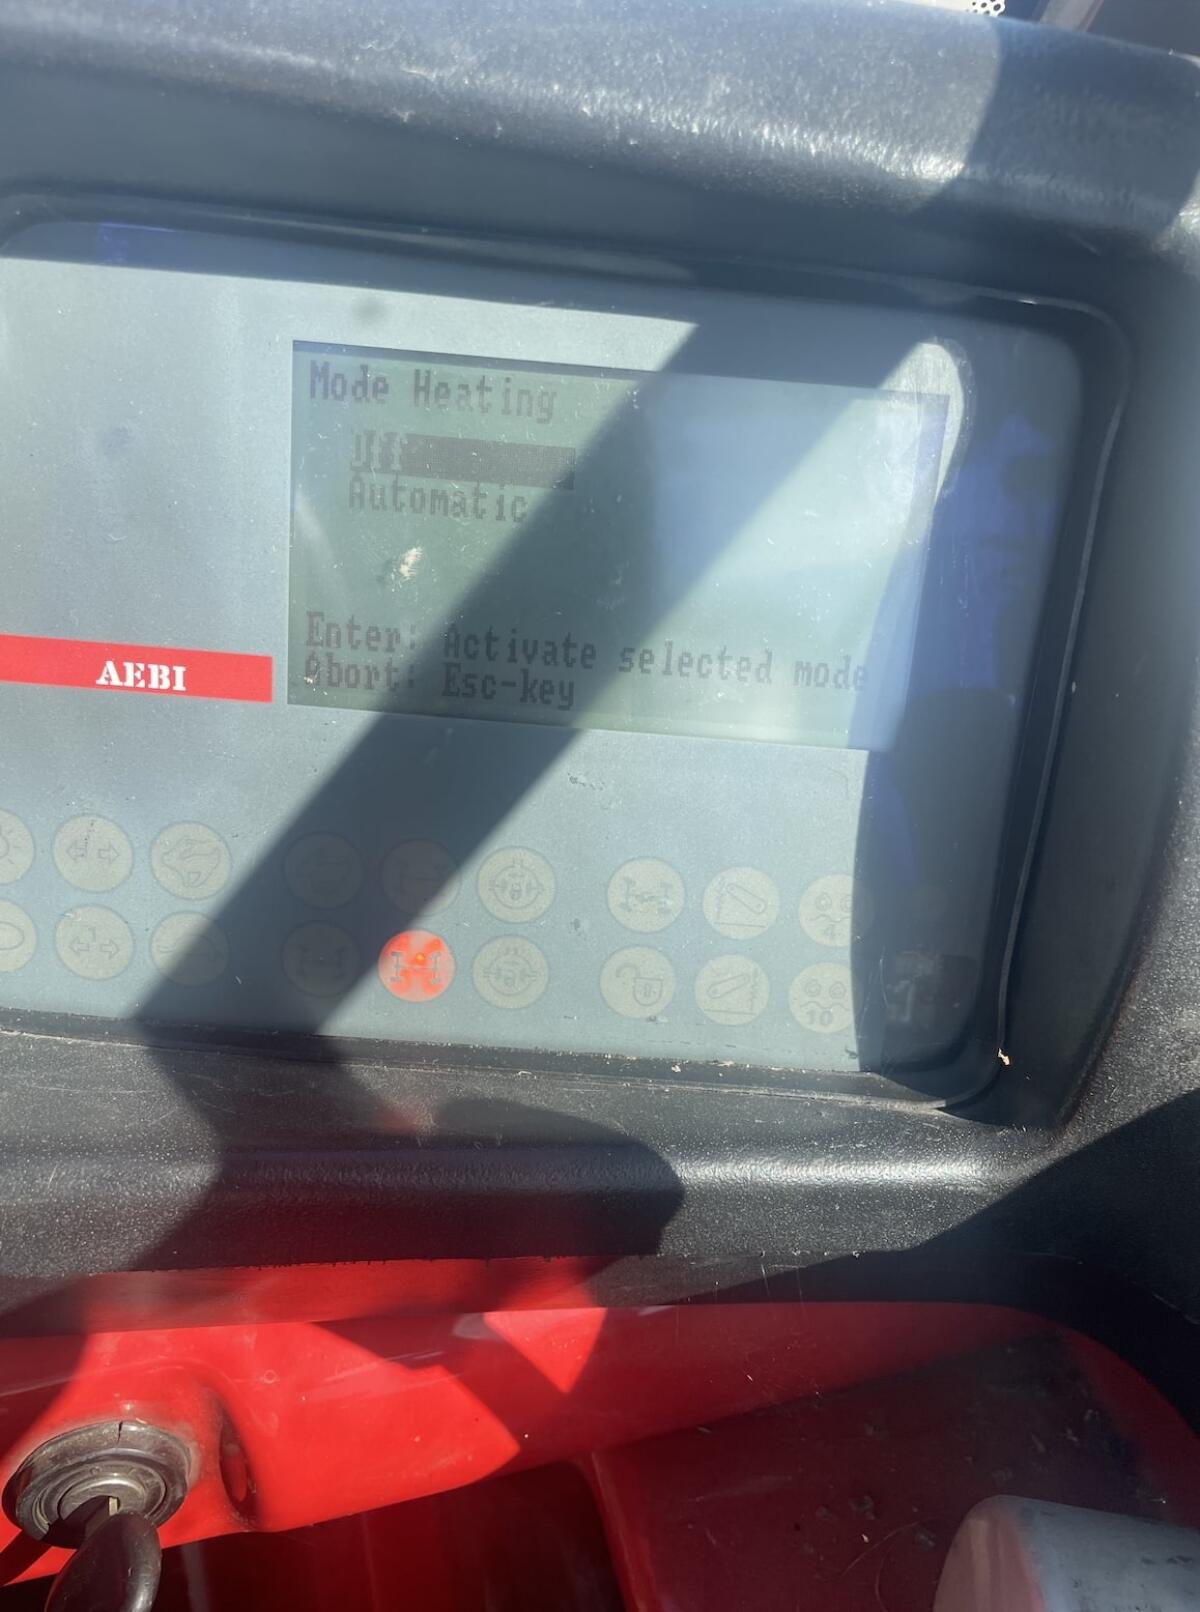 Mode Heating
Off
Automatic
Enter: Activate selected mode
Abort: Esc-key
AEBI
4
10